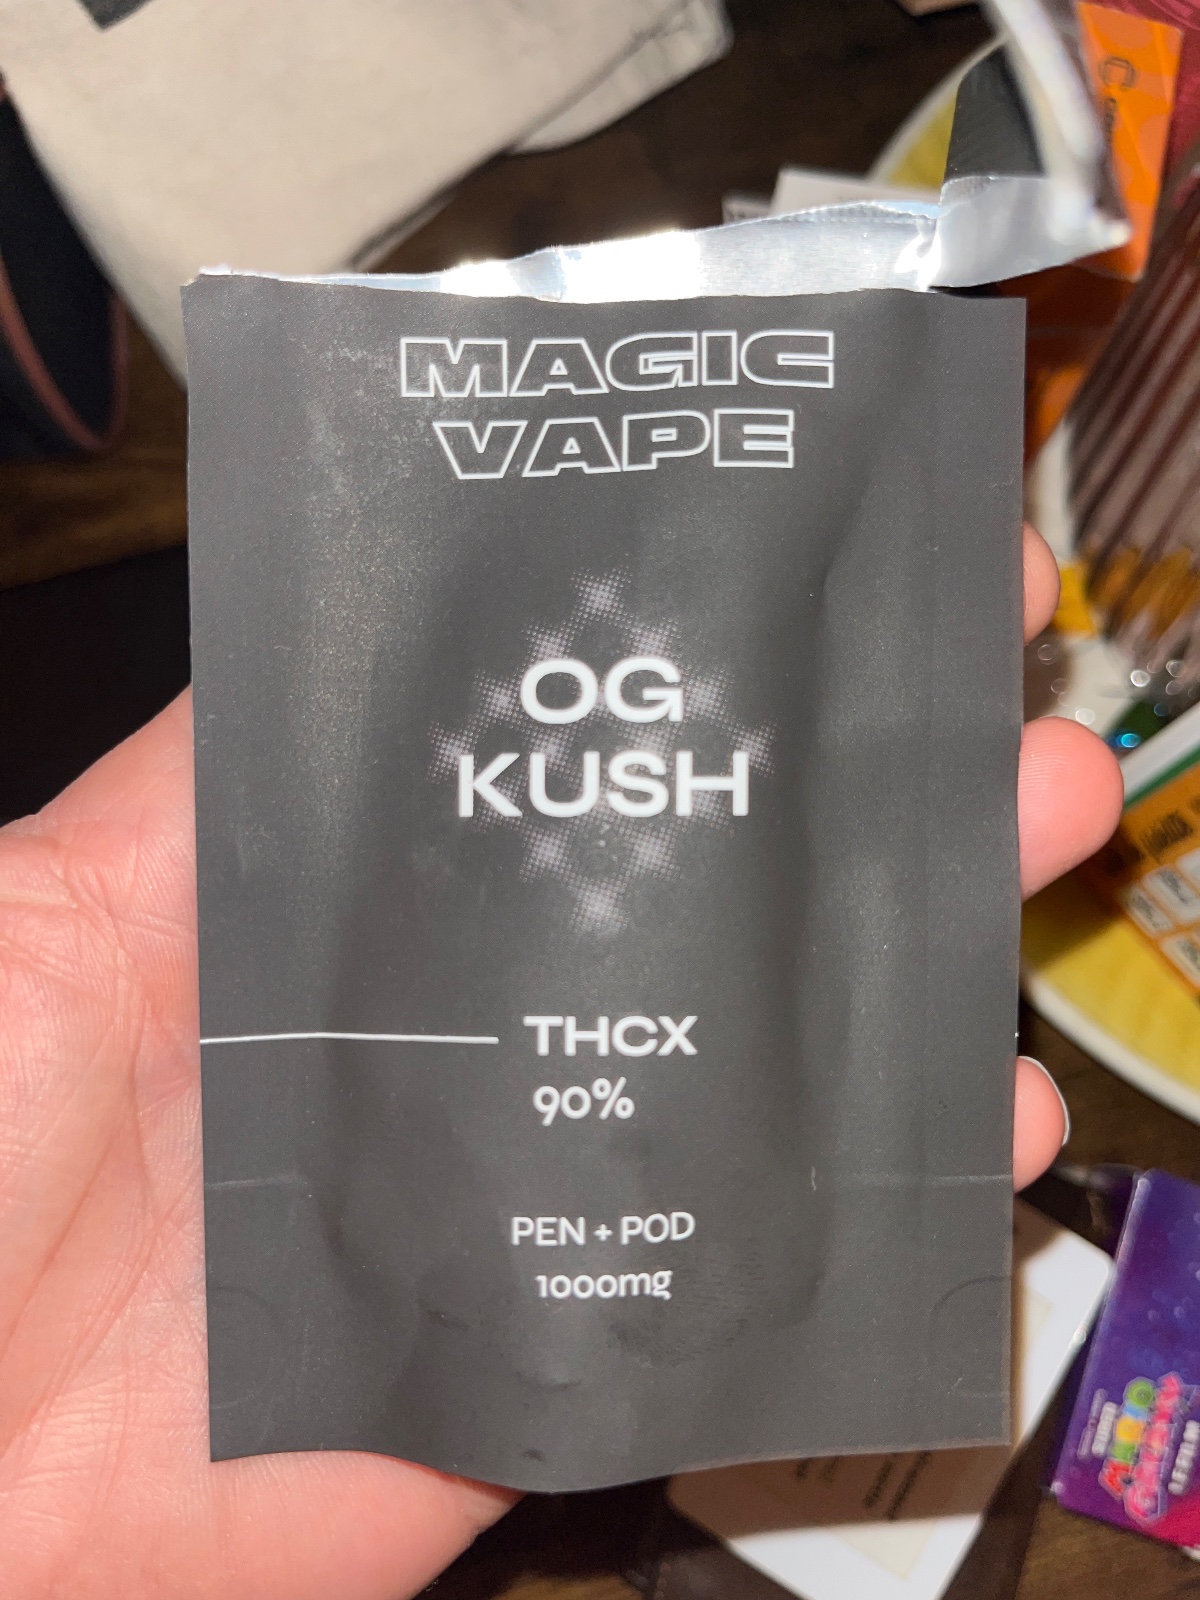 MAGIC
VAPE
OG
KUSH
THCX
90%
PEN + POD
1000mg